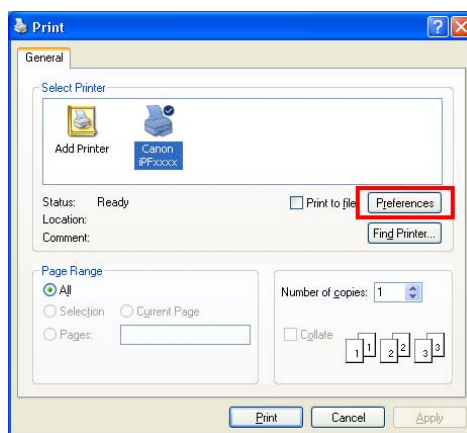 Print
General
Select Printer
Add Printer
Canon
iPFxxxx
Status: Ready
Print to file
Preferences
Location:
Comment:
Find Printer...
Page Range
All
Selection
Current Page
Pages:
Number of copies: 1
Collate
1 1 2 2 3 3
Print
Cancel
Apply